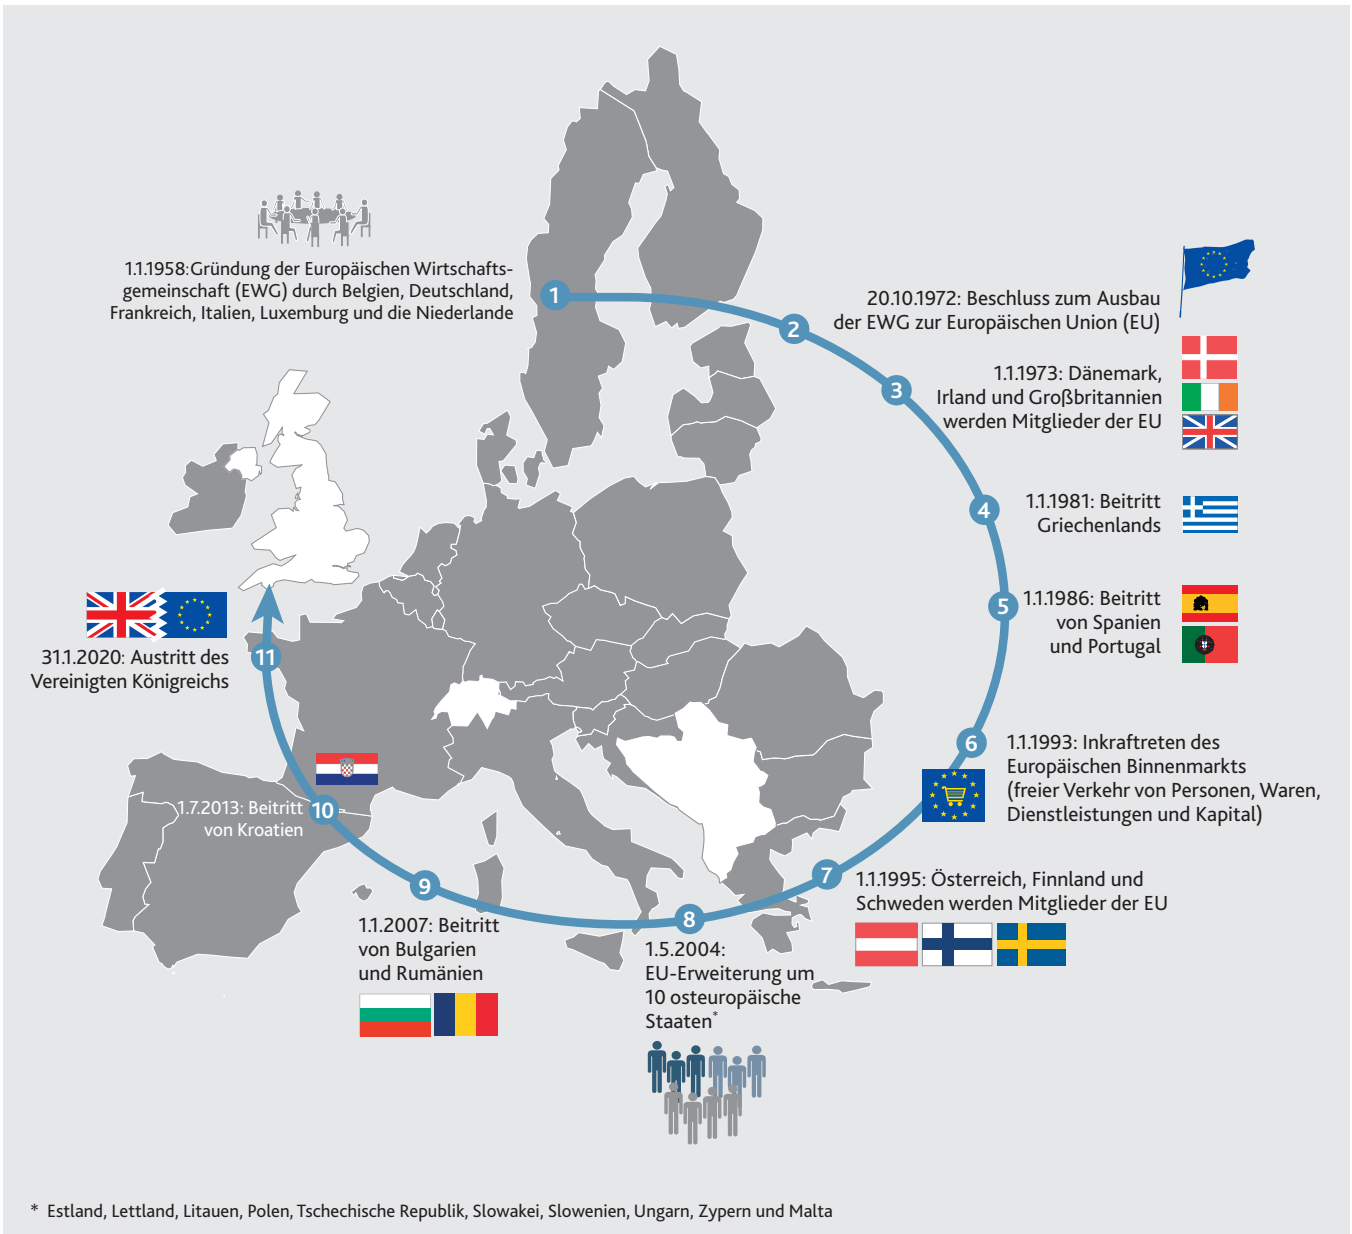 1.1.1958:Gründung der Europäischen Wirtschafts-
gemeinschaft (EWG) durch Belgien, Deutschland,
Frankreich, Italien, Luxemburg und die Niederlande
1
2
20.10.1972: Beschluss zum Ausbau
der EWG zur Europäischen Union (EU)
3
1.1.1973: Dänemark,
Irland und Großbritannien
werden Mitglieder der EU
4
1.1.1981: Beitritt
Griechenlands
5
1.1.1986: Beitritt
von Spanien
und Portugal
6
1.1.1993: Inkraftreten des
Europäischen Binnenmarkts
(freier Verkehr von Personen, Waren,
Dienstleistungen und Kapital)
7
1.1.1995: Österreich, Finnland und
Schweden werden Mitglieder der EU
8
1.5.2004:
EU-Erweiterung um
10 osteuropäische
Staaten*
9
1.1.2007: Beitritt
von Bulgarien
und Rumänien
10
1.7.2013: Beitritt
von Kroatien
11
31.1.2020: Austritt des
Vereinigten Königreichs
* Estland, Lettland, Litauen, Polen, Tschechische Republik, Slowakei, Slowenien, Ungarn, Zypern und Malta